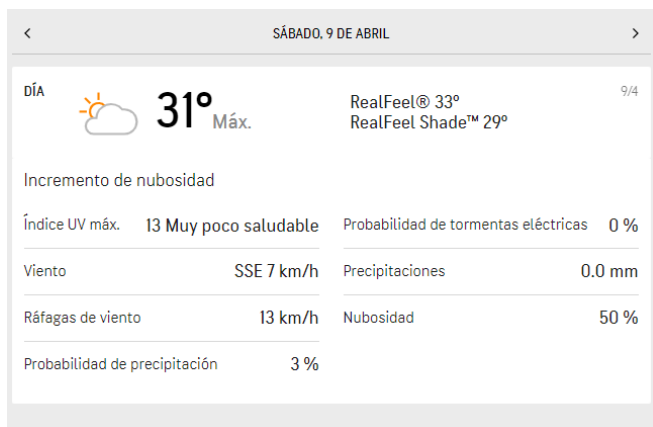 SÁBADO, 9 DE ABRIL
DÍA
9/4
31° Máx.
RealFeel® 33°
RealFeel Shade™ 29°
Incremento de nubosidad
Índice UV máx. 13 Muy poco saludable
Probabilidad de tormentas eléctricas 0 %
Viento SSE 7 km/h
Precipitaciones 0.0 mm
Ráfagas de viento 13 km/h
Nubosidad 50 %
Probabilidad de precipitación 3 %